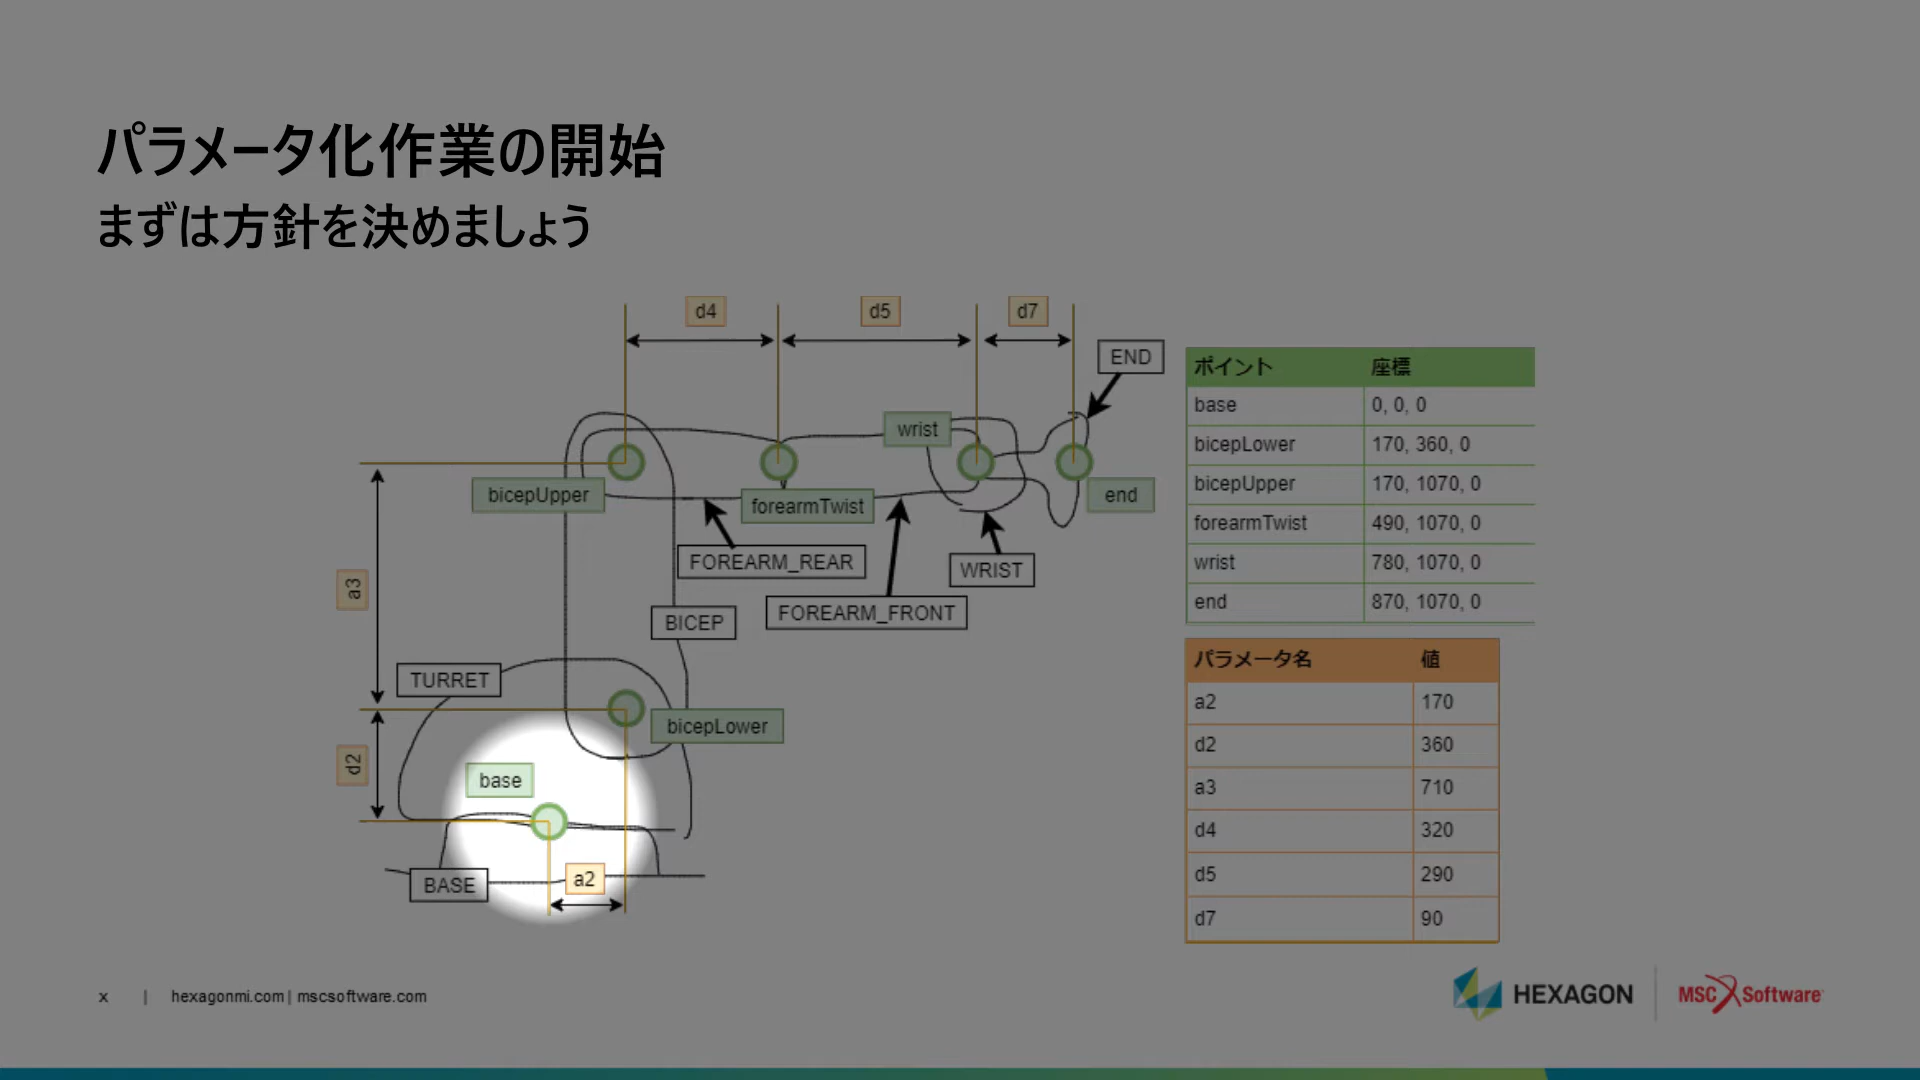 パラメータ化作業の開始
まずは方針を決めましょう
d4
d5
d7
END
wrist
bicepUpper
forearmTwist
end
FOREARM_REAR
WRIST
a3
FOREARM_FRONT
BICEP
TURRET
bicepLower
d2
base
a2
BASE
ポイント 座標
base 0, 0, 0
bicepLower 170, 360, 0
bicepUpper 170, 1070, 0
forearmTwist 490, 1070, 0
wrist 780, 1070, 0
end 870, 1070, 0
パラメータ名 値
a2 170
d2 360
a3 710
d4 320
d5 290
d7 90
x | hexagonmi.com | mscsoftware.com
HEXAGON
MSC Software